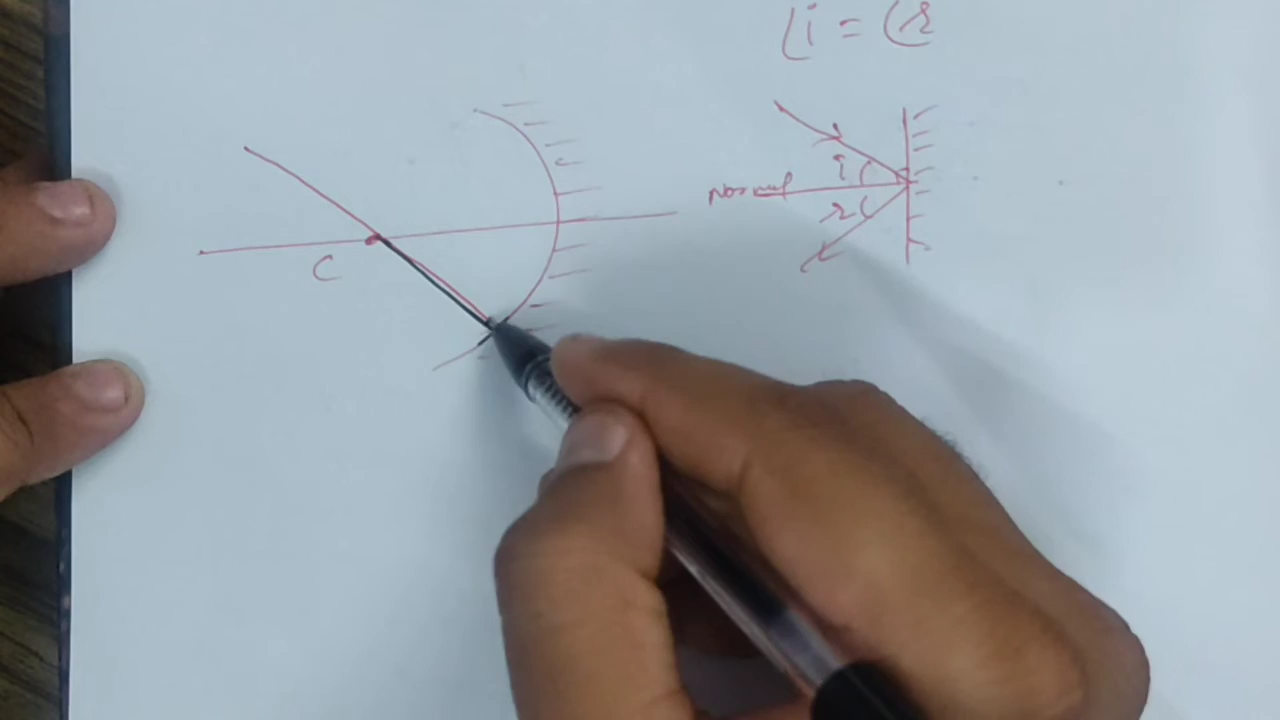 ∠i = ∠r
i
Normal
r
C